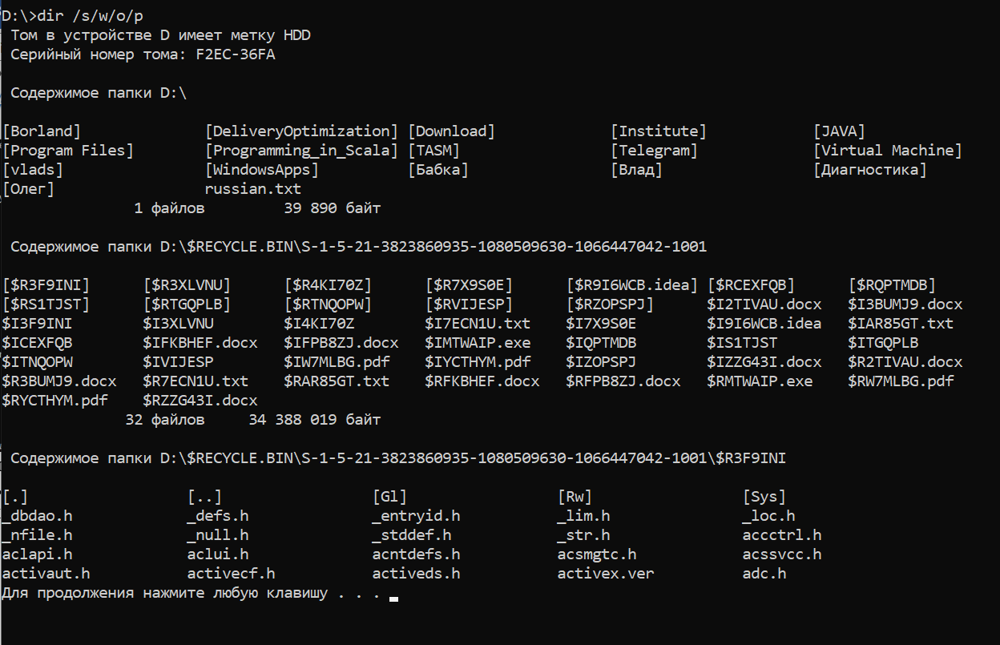 D:\>dir /s/w/o/p
Том в устройстве D имеет метку HDD
Серийный номер тома: F2EC-36FA
Содержимое папки D:\
[Borland] [DeliveryOptimization] [Download] [Institute] [JAVA]
[Program Files] [Programming_in_Scala] [TASM] [Telegram] [Virtual Machine]
[vlads] [WindowsApps] [Бабка] [Влад] [Диагностика]
[Олег] russian.txt
1 файлов 39 890 байт
Содержимое папки D:\$RECYCLE.BIN\S-1-5-21-3823860935-1080509630-1066447042-1001
[$R3F9INI] [$R3XLVNU] [$R4KI70Z] [$R7X9S0E] [$R9I6WCB.idea] [$RCEXFQB] [$RQPTMDB]
[$RS1TJST] [$RTGQPLB] [$RTNQOPW] [$RVIJESP] [$RZOPSPJ] $I2TIVAU.docx $I3BUMJ9.docx
$I3F9INI $I3XLVNU $I4KI70Z $I7ECN1U.txt $I7X9S0E $I9I6WCB.idea $IAR85GT.txt
$ICEXFQB $IFKBHEF.docx $IFPB8ZJ.docx $IMTWAIP.exe $IQPTMDB $IS1TJST $ITGQPLB
$ITNQOPW $IVIJESP $IW7MLBG.pdf $IYCTHYM.pdf $IZOPSPJ $IZZG43I.docx $R2TIVAU.docx
$R3BUMJ9.docx $R7ECN1U.txt $RAR85GT.txt $RFKBHEF.docx $RFPB8ZJ.docx $RMTWAIP.exe $RW7MLBG.pdf
$RYCTHYM.pdf $RZZG43I.docx
32 файлов 34 388 019 байт
Содержимое папки D:\$RECYCLE.BIN\S-1-5-21-3823860935-1080509630-1066447042-1001\$R3F9INI
[.] [..] [Gl] [Rw] [Sys]
_dbdao.h _defs.h _entryid.h _lim.h _loc.h
_nfile.h _null.h _stddef.h _str.h accctrl.h
aclapi.h aclui.h acntdefs.h acsmgtc.h acssvcc.h
activaut.h activecf.h activeds.h activex.ver adc.h
Для продолжения нажмите любую клавишу . . .